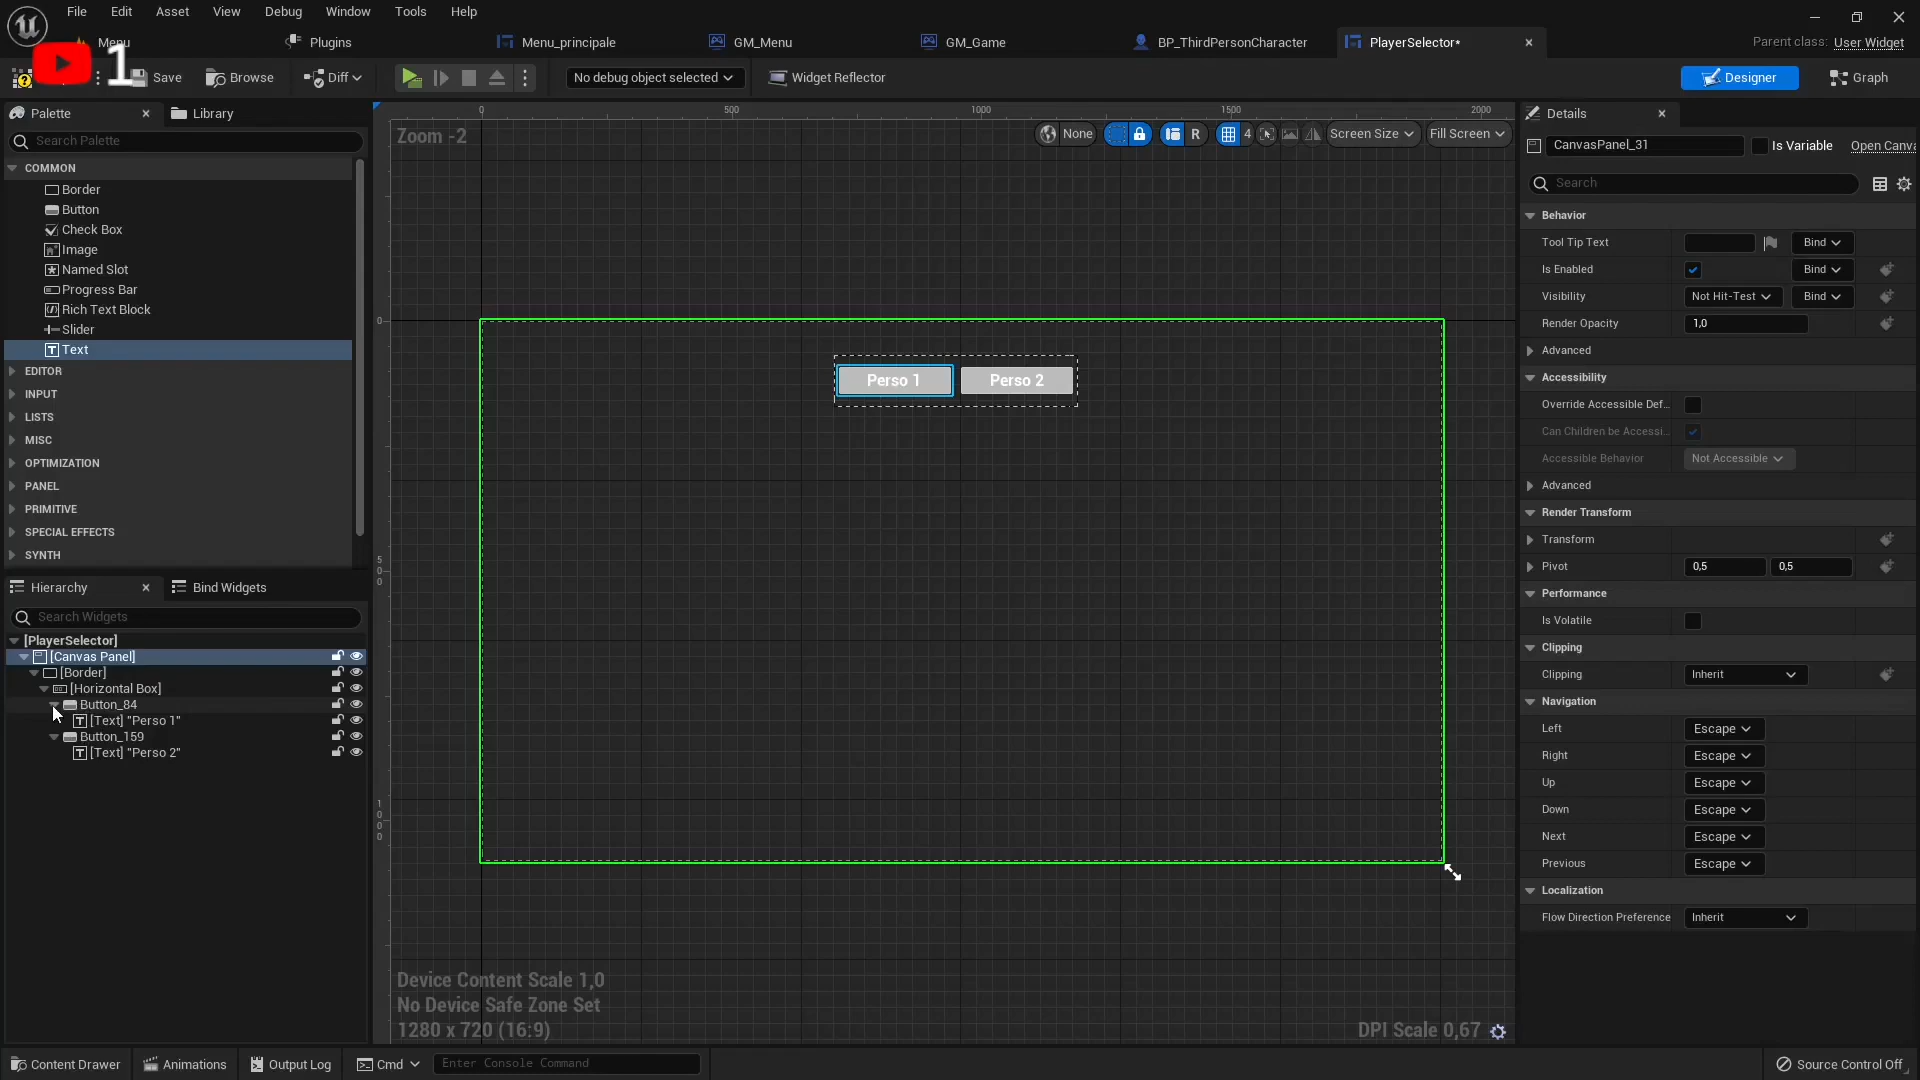 File Edit Asset View Debug Window Tools Help
Menu Plugins Menu_principale GM_Menu GM_Game BP_ThirdPersonCharacter PlayerSelector* Parent class: User Widget
1 Save Browse Diff No debug object selected Widget Reflector Designer Graph
Palette Library
Search Palette
COMMON
Border
Button
Check Box
Image
Named Slot
Progress Bar
Rich Text Block
Slider
Text
EDITOR
INPUT
LISTS
MISC
OPTIMIZATION
PANEL
PRIMITIVE
SPECIAL EFFECTS
SYNTH
Hierarchy Bind Widgets
Search Widgets
[PlayerSelector]
[Canvas Panel]
[Border]
[Horizontal Box]
Button_84
[Text] "Perso 1"
Button_159
[Text] "Perso 2"
0 500 1000 1500 2000
Zoom -2
None R 4 Screen Size Fill Screen
0
Perso 1 Perso 2
500
1000
Device Content Scale 1,0
No Device Safe Zone Set
1280 x 720 (16:9)
DPI Scale 0,67
Details
CanvasPanel_31 Is Variable Open Canva
Search
Behavior
Tool Tip Text Bind
Is Enabled Bind
Visibility Not Hit-Test Bind
Render Opacity 1,0
Advanced
Accessibility
Override Accessible Def...
Can Children be Accessi...
Accessible Behavior Not Accessible
Advanced
Render Transform
Transform
Pivot 0,5 0,5
Performance
Is Volatile
Clipping
Clipping Inherit
Navigation
Left Escape
Right Escape
Up Escape
Down Escape
Next Escape
Previous Escape
Localization
Flow Direction Preference Inherit
Content Drawer Animations Output Log Cmd Enter Console Command Source Control Off